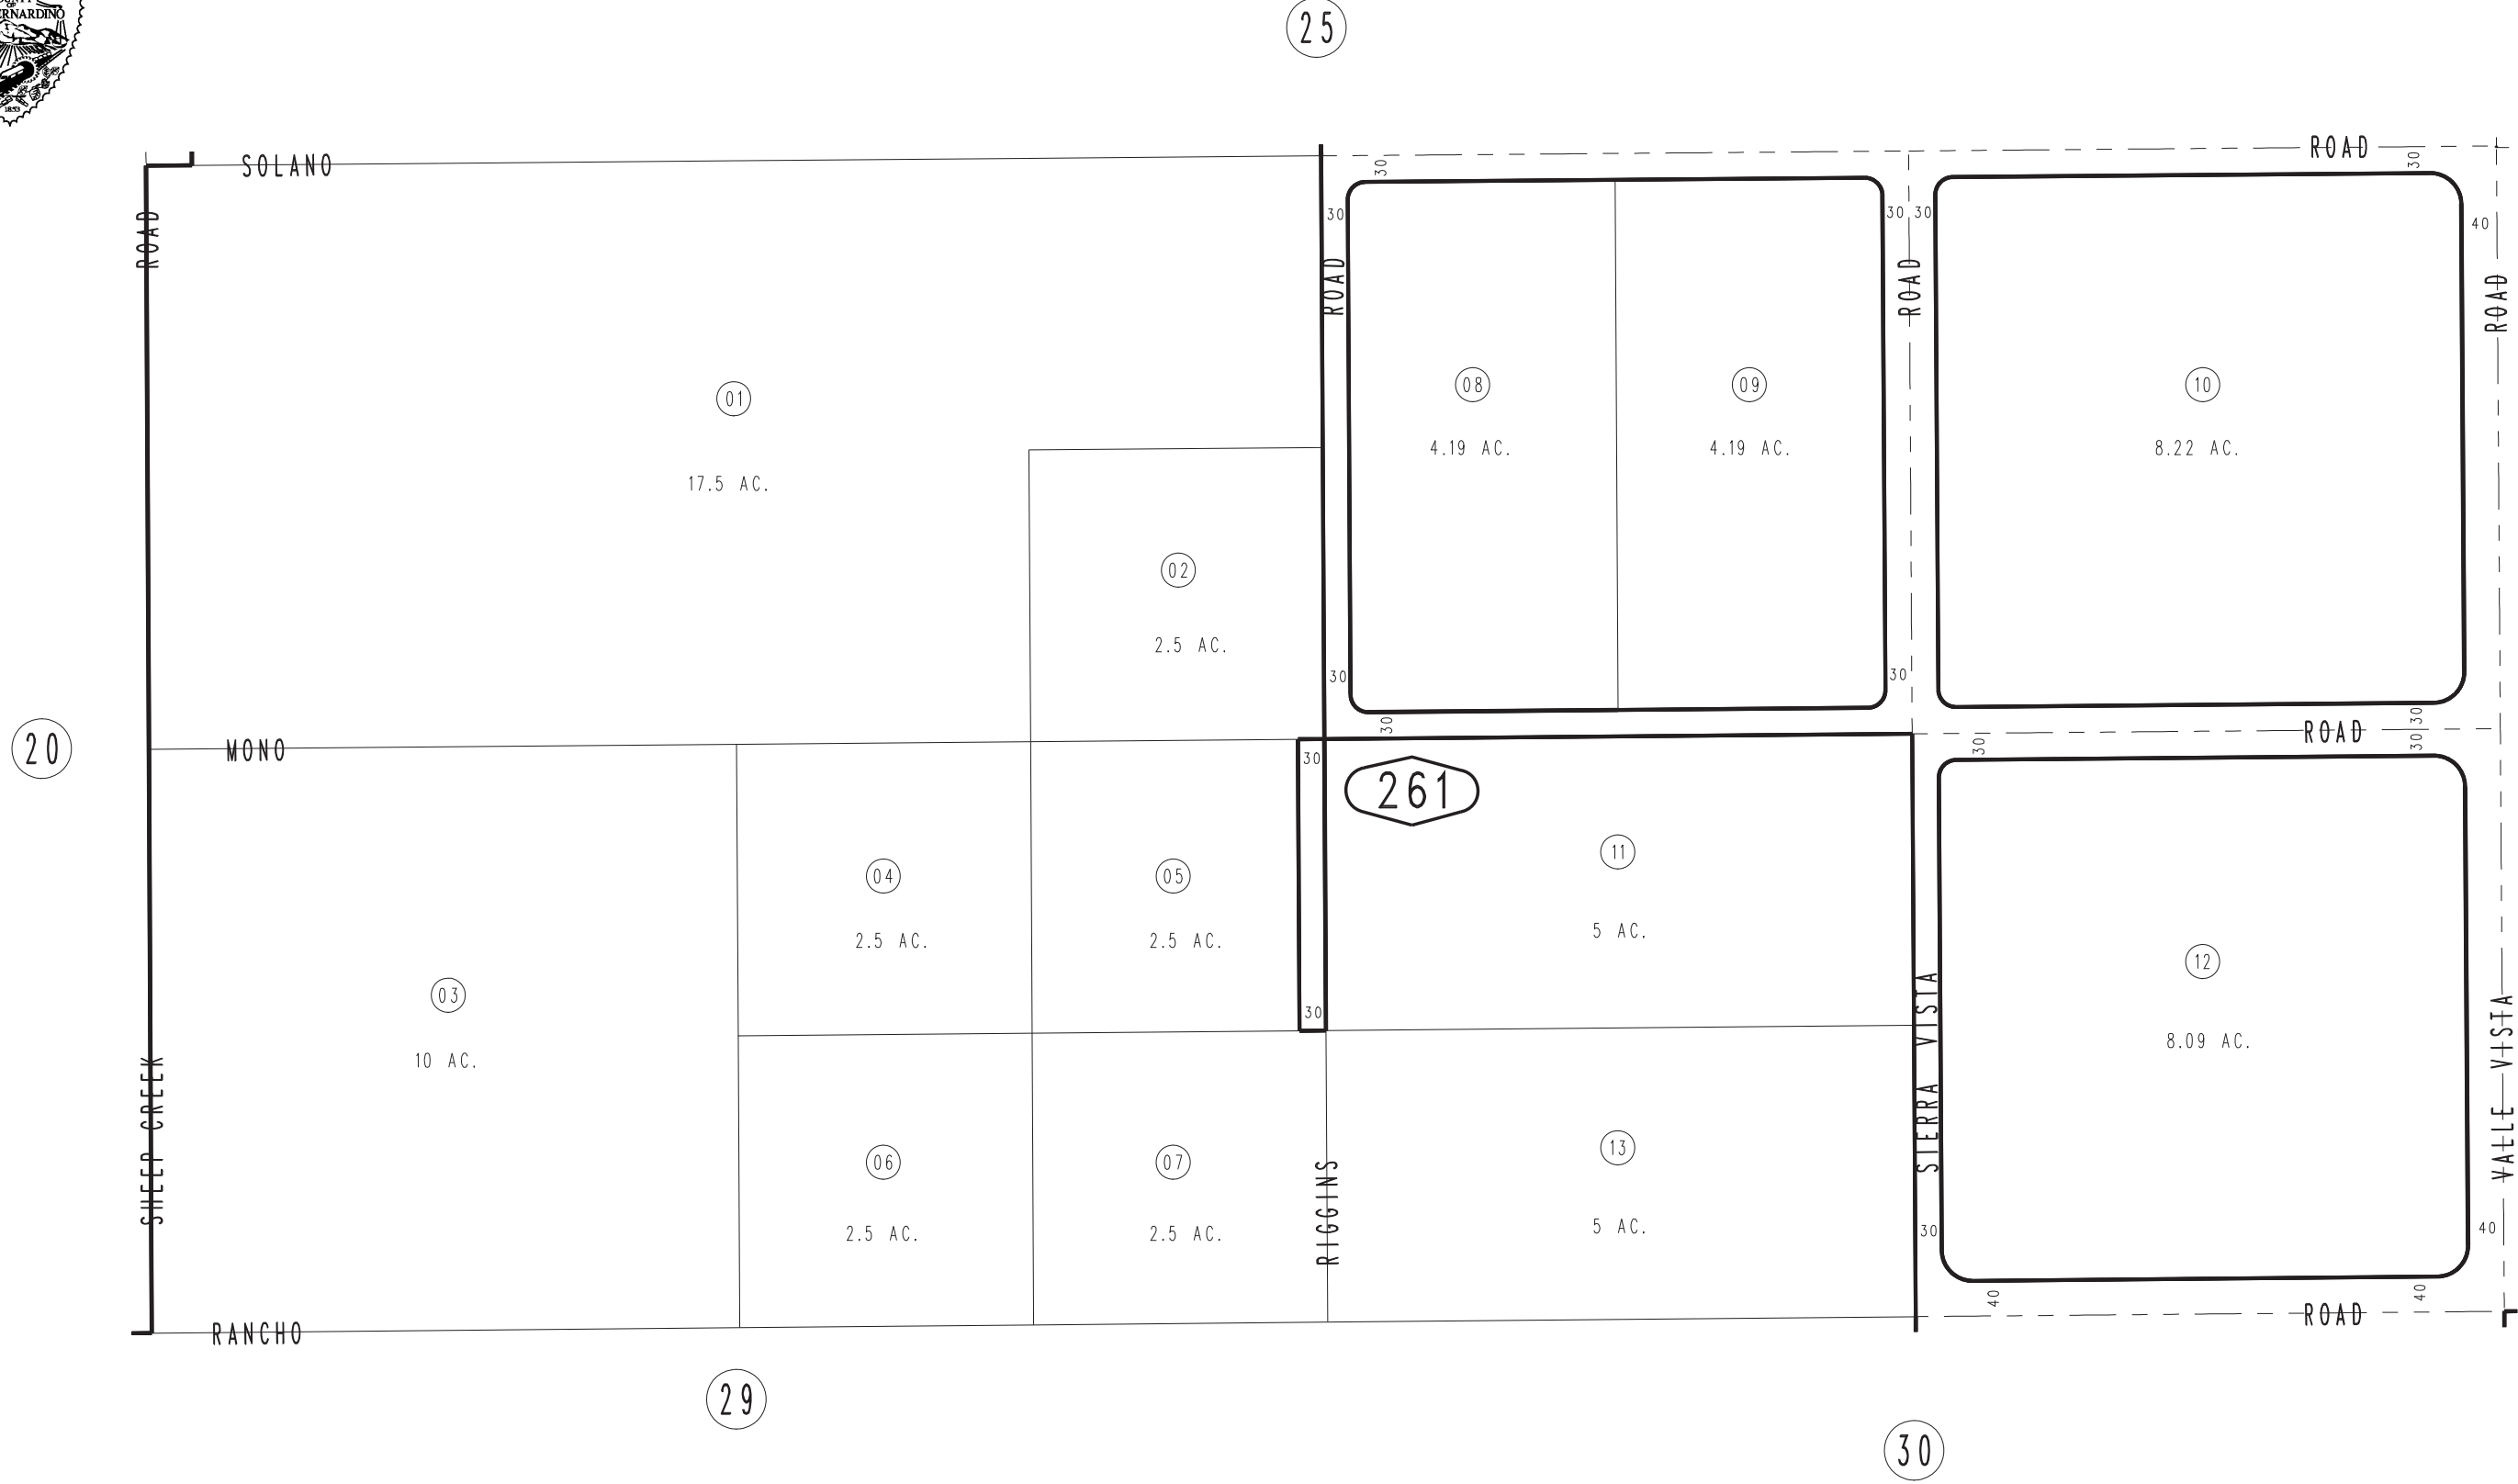 BERNARDINO
1853
25
SOLANO
ROAD
30
30
ROAD
30
30 30
40
ROAD
ROAD
ROAD
ROAD
01
17.5 AC.
08
4.19 AC.
09
4.19 AC.
10
8.22 AC.
02
2.5 AC.
30
30
30
30
20
MONO
ROAD
30
30
30
261
04
2.5 AC.
05
2.5 AC.
11
5 AC.
12
8.09 AC.
03
10 AC.
30
SHEEP CREEK
SIERRA VISTA
VALLE VISTA
06
2.5 AC.
07
2.5 AC.
RIGGINS
13
5 AC.
30
40
40
40
RANCHO
ROAD
29
30